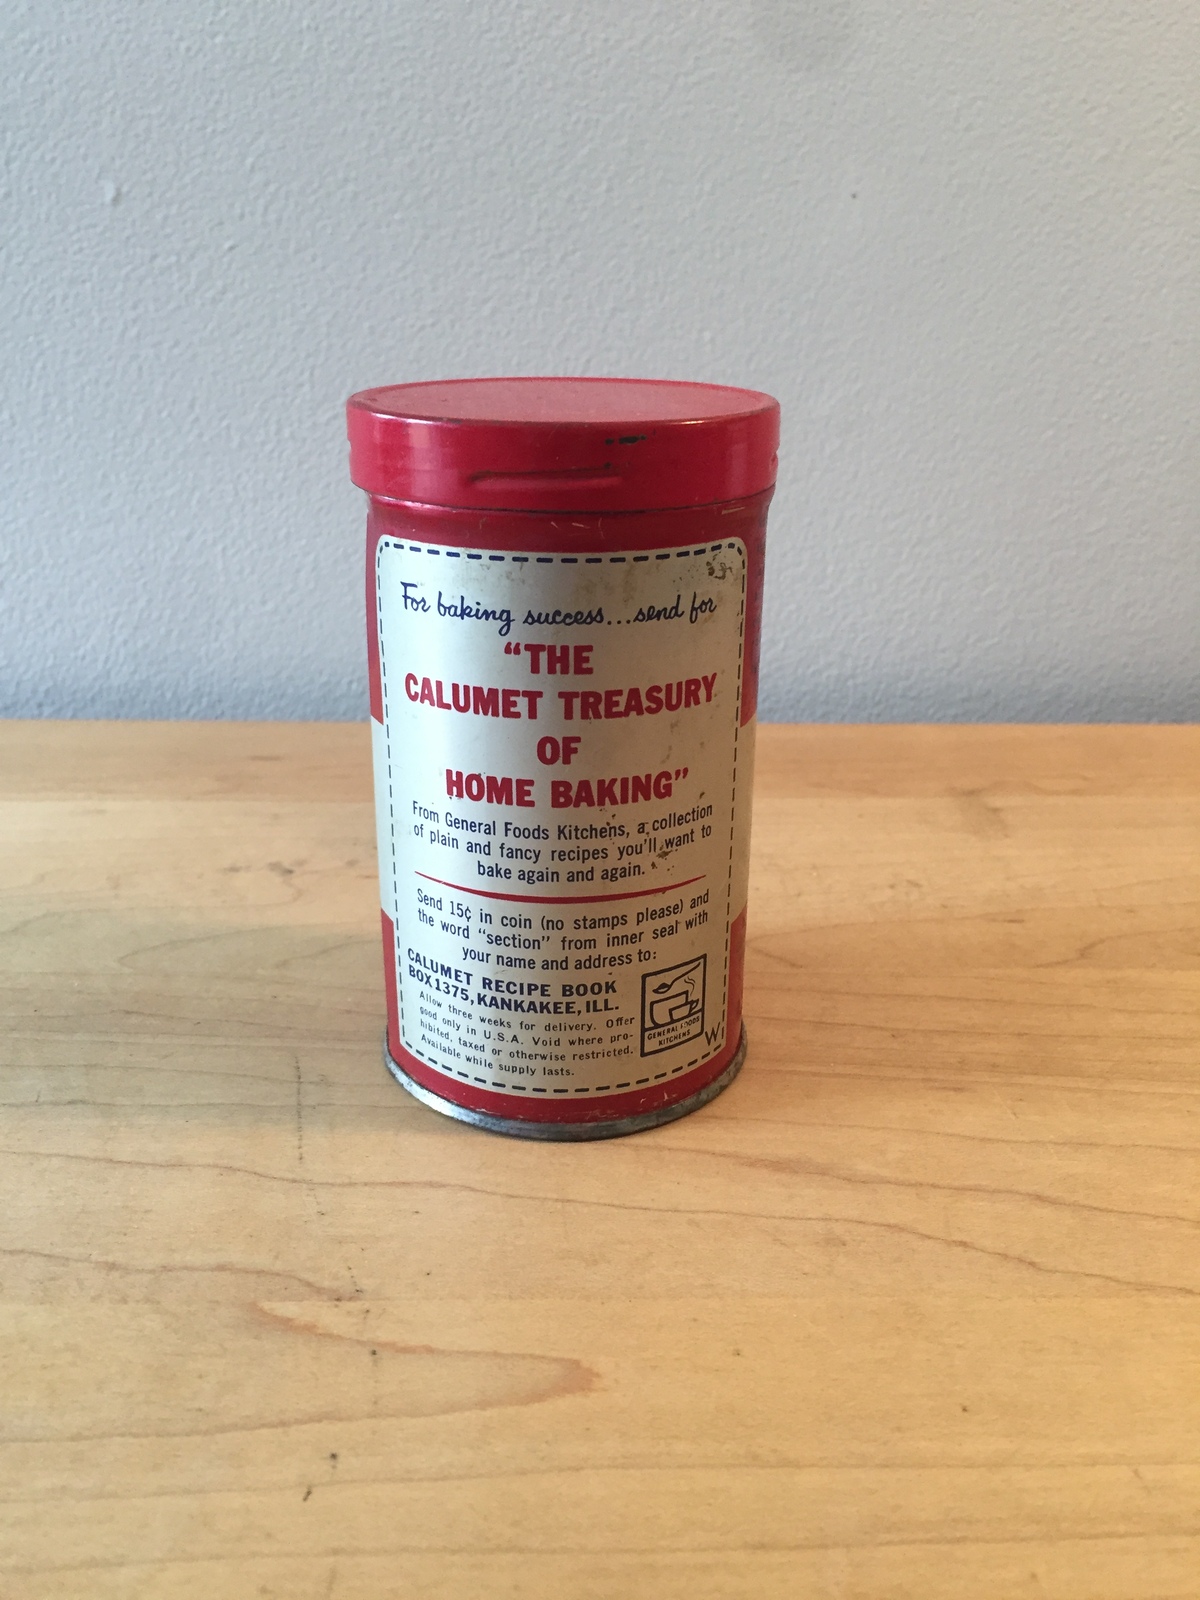 For baking success...send for
“THE
CALUMET TREASURY
OF
HOME BAKING”
From General Foods Kitchens, a collection
of plain and fancy recipes you'll want to
bake again and again.
Send 15¢ in coin (no stamps please) and
the word “section” from inner seal with
your name and address to:
CALUMET RECIPE BOOK
BOX 1375, KANKAKEE, ILL.
Allow three weeks for delivery. Offer
good only in U.S.A. Void where pro-
hibited, taxed or otherwise restricted.
Available while supply lasts.
GENERAL FOODS
KITCHENS
W